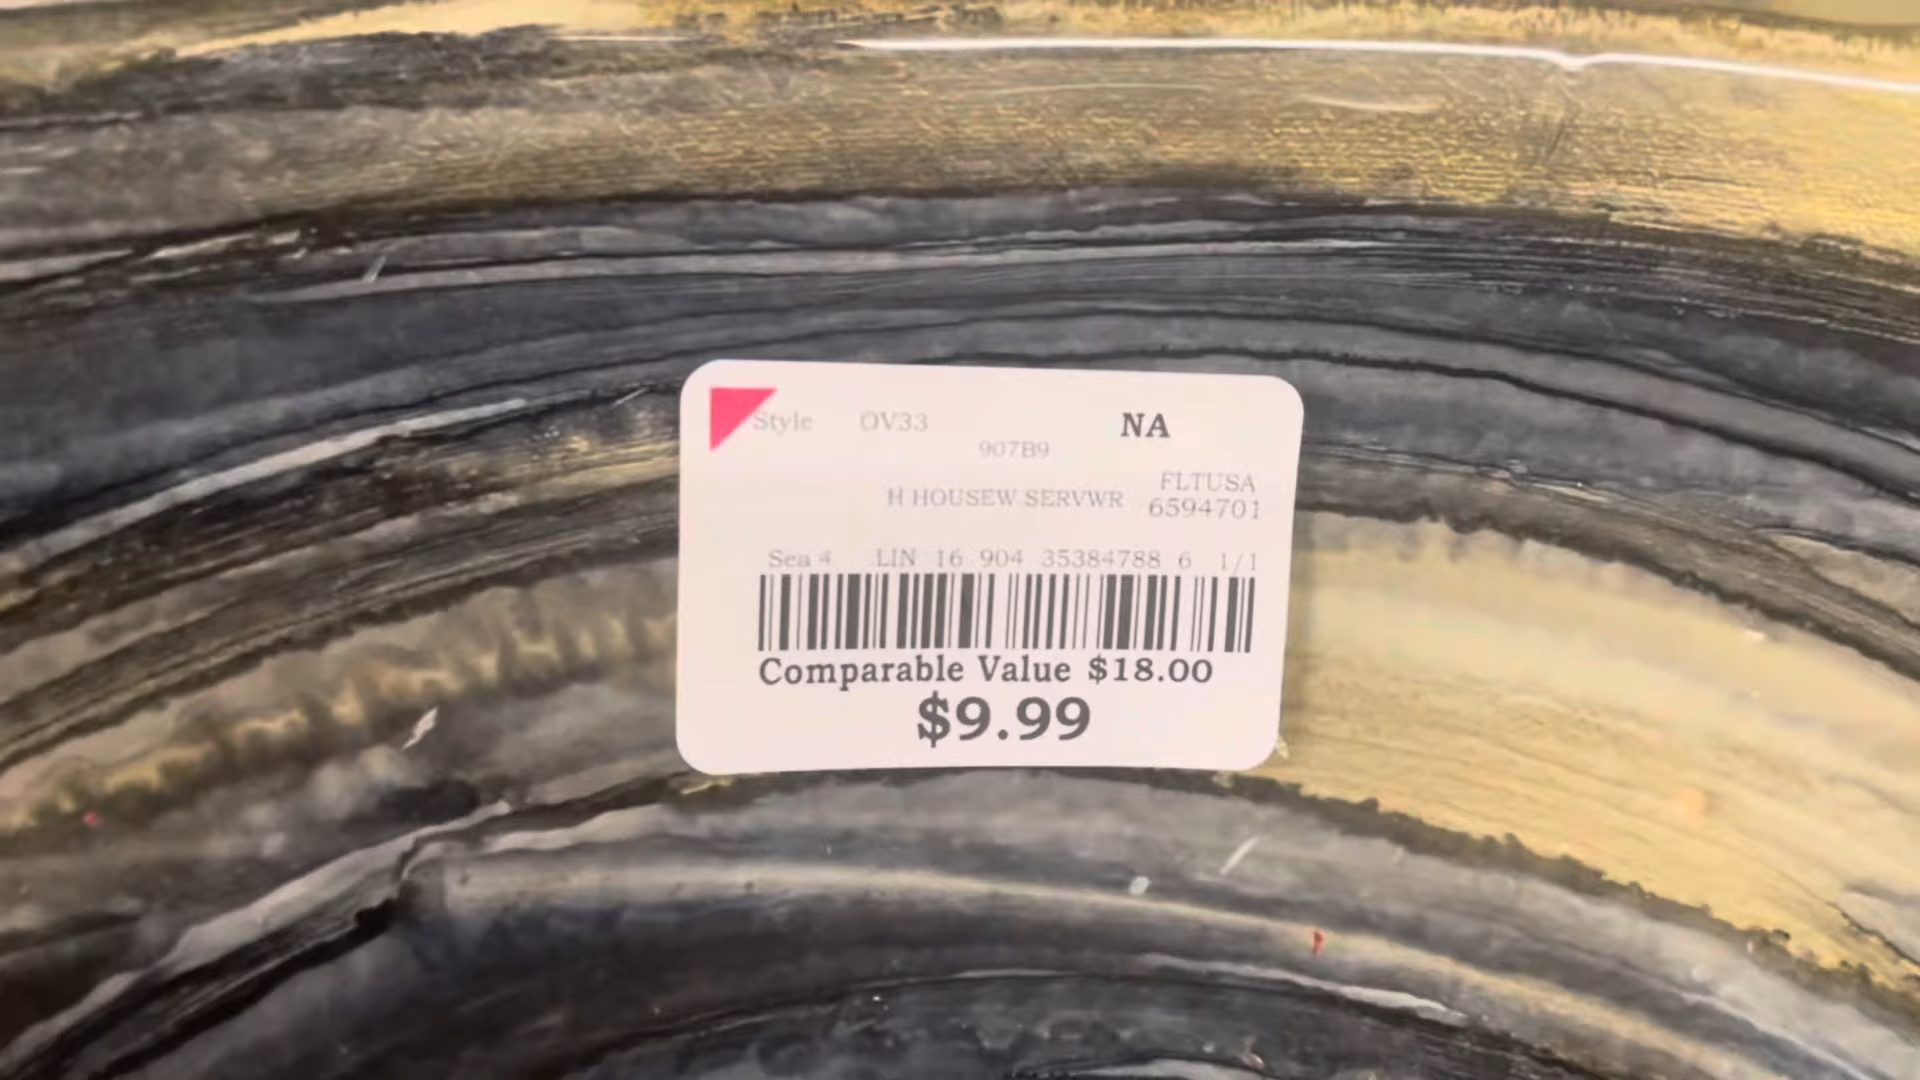 Style OV33 NA
907B9
FLTUSA
H HOUSEW SERVWR 6594701
Sea 4 LIN 16 904 35384788 6 1/1
Comparable Value $18.00
$9.99